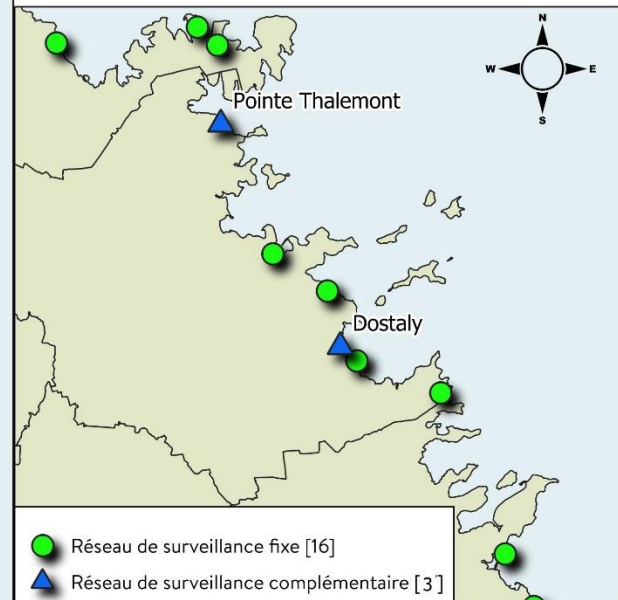 N
W E
S
Pointe Thalemont
Dostaly
Réseau de surveillance fixe [16]
Réseau de surveillance complémentaire [3]